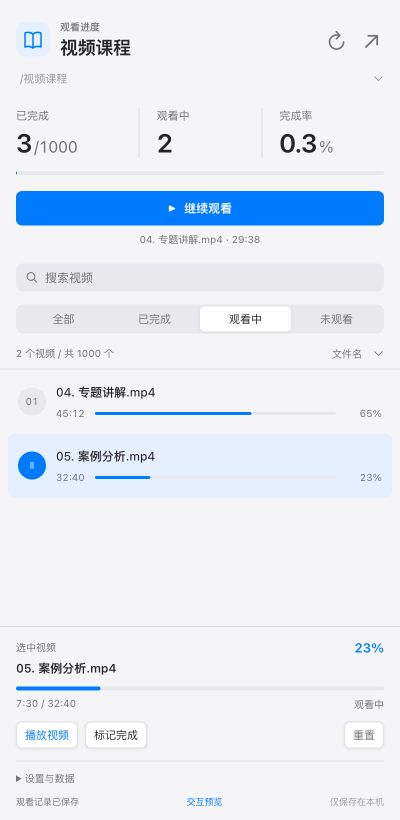 观看进度
视频课程
/视频课程
已完成
观看中
完成率
3/1000
2
0.3%
继续观看
04. 专题讲解.mp4 · 29:38
搜索视频
全部
已完成
观看中
未观看
2 个视频 / 共 1000 个
文件名
01
04. 专题讲解.mp4
45:12
65%
05. 案例分析.mp4
32:40
23%
选中视频
23%
05. 案例分析.mp4
7:30 / 32:40
观看中
播放视频
标记完成
重置
设置与数据
观看记录已保存
交互预览
仅保存在本机